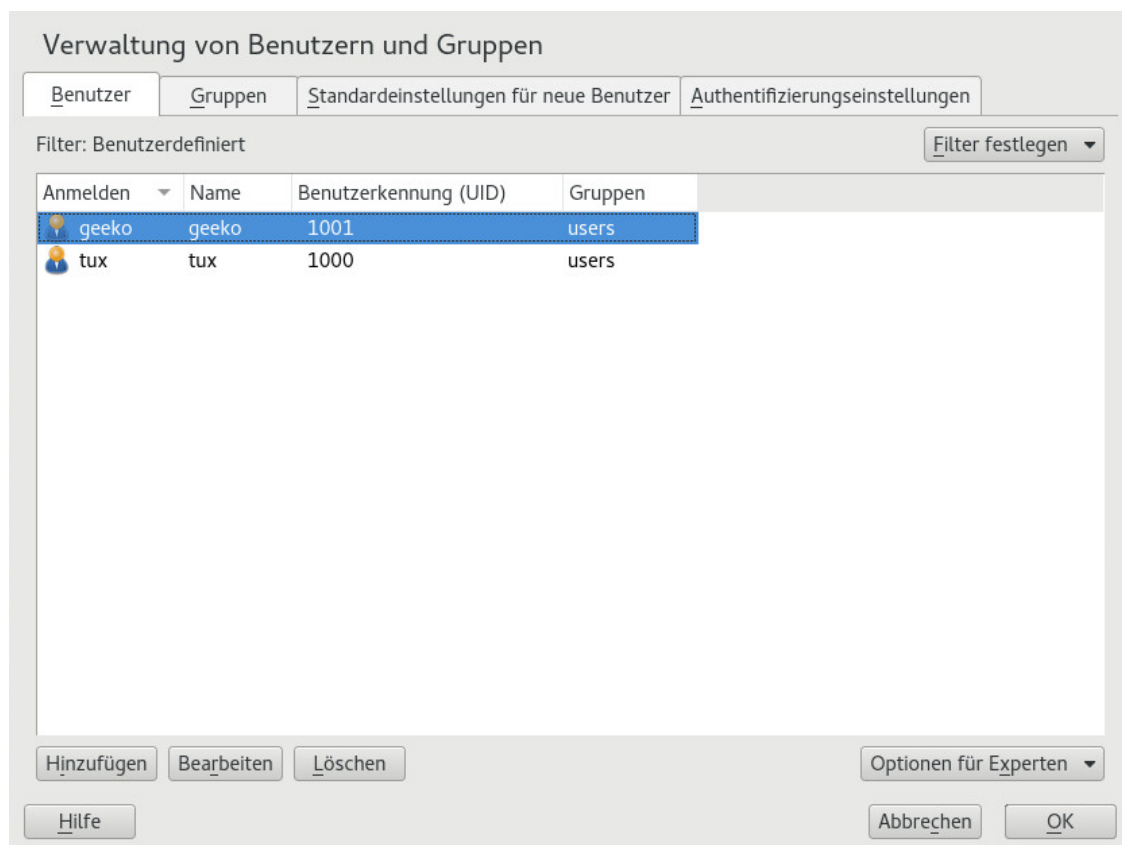 Verwaltung von Benutzern und Gruppen
Benutzer Gruppen Standardeinstellungen für neue Benutzer Authentifizierungseinstellungen
Filter: Benutzerdefiniert Filter festlegen
Anmelden Name Benutzerkennung (UID) Gruppen
geeko geeko 1001 users
tux tux 1000 users
Hinzufügen Bearbeiten Löschen Optionen für Experten
Hilfe Abbrechen OK